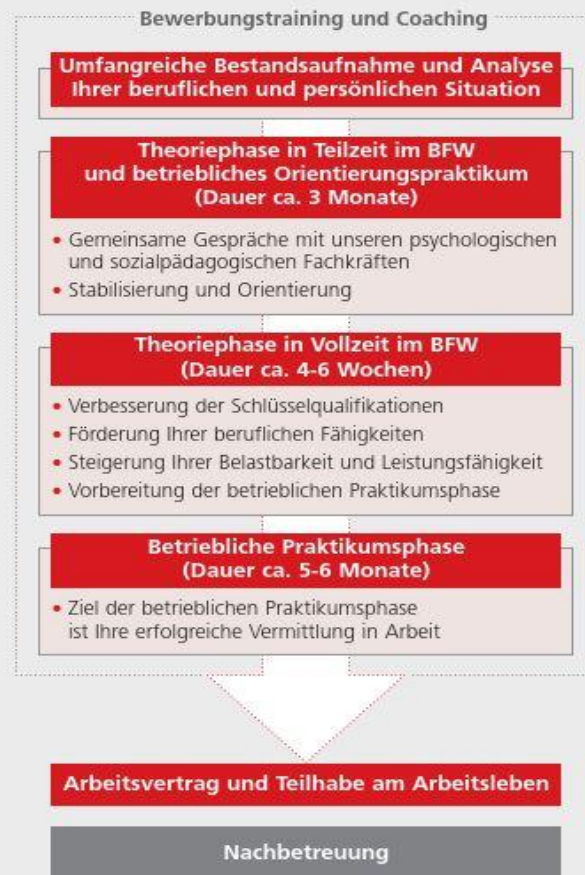 Bewerbungstraining und Coaching
Umfangreiche Bestandsaufnahme und Analyse
Ihrer beruflichen und persönlichen Situation
Theoriephase in Teilzeit im BFW
und betriebliches Orientierungspraktikum
(Dauer ca. 3 Monate)
• Gemeinsame Gespräche mit unseren psychologischen
und sozialpädagogischen Fachkräften
• Stabilisierung und Orientierung
Theoriephase in Vollzeit im BFW
(Dauer ca. 4-6 Wochen)
• Verbesserung der Schlüsselqualifikationen
• Förderung Ihrer beruflichen Fähigkeiten
• Steigerung Ihrer Belastbarkeit und Leistungsfähigkeit
• Vorbereitung der betrieblichen Praktikumsphase
Betriebliche Praktikumsphase
(Dauer ca. 5-6 Monate)
• Ziel der betrieblichen Praktikumsphase
ist Ihre erfolgreiche Vermittlung in Arbeit
Arbeitsvertrag und Teilhabe am Arbeitsleben
Nachbetreuung